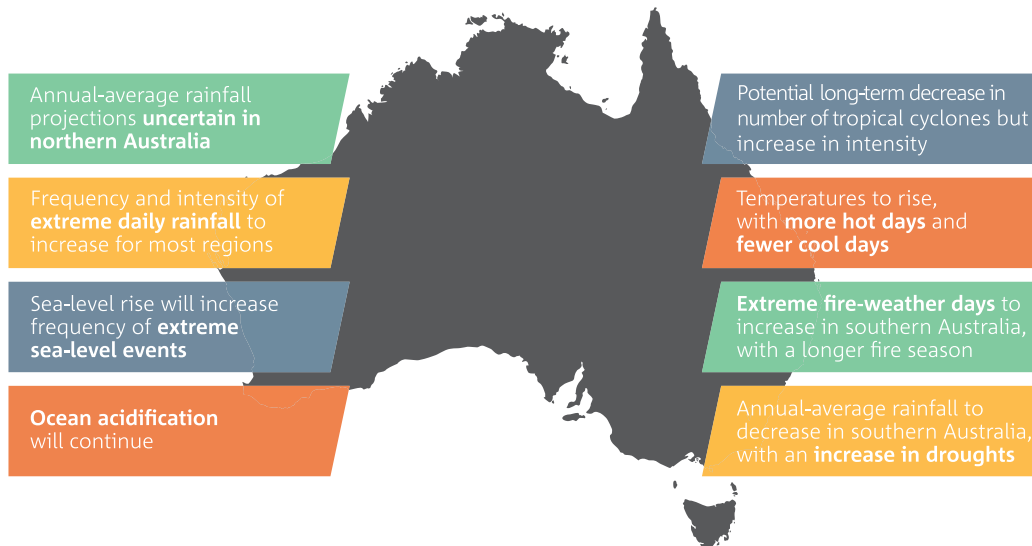 Annual-average rainfall
projections uncertain in
northern Australia
Frequency and intensity of
extreme daily rainfall to
increase for most regions
Sea-level rise will increase
frequency of extreme
sea-level events
Ocean acidification
will continue
Potential long-term decrease in
number of tropical cyclones but
increase in intensity
Temperatures to rise,
with more hot days and
fewer cool days
Extreme fire-weather days to
increase in southern Australia,
with a longer fire season
Annual-average rainfall to
decrease in southern Australia,
with an increase in droughts